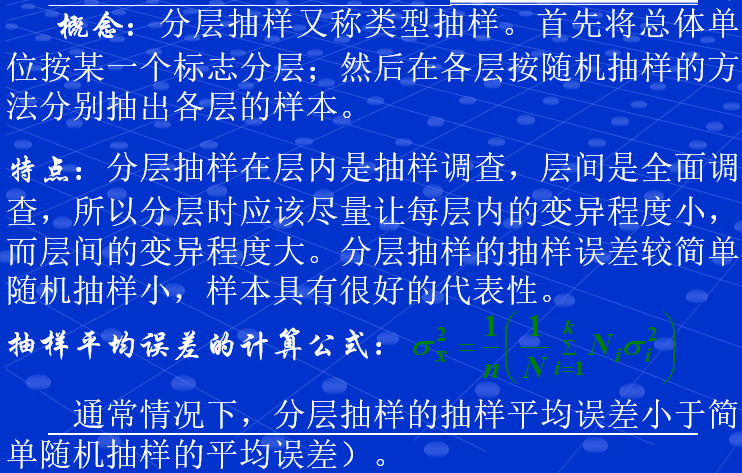 概念：分层抽样又称类型抽样。首先将总体单
位按某一个标志分层；然后在各层按随机抽样的方
法分别抽出各层的样本。
特点：分层抽样在层内是抽样调查，层间是全面调
查，所以分层时应该尽量让每层内的变异程度小，
而层间的变异程度大。分层抽样的抽样误差较简单
随机抽样小，样本具有很好的代表性。
抽样平均误差的计算公式： σ_x^2 = 1/n ( 1/N Σ_{i=1}^{k} N_i σ_i^2 )
通常情况下，分层抽样的抽样平均误差小于简
单随机抽样的平均误差）。